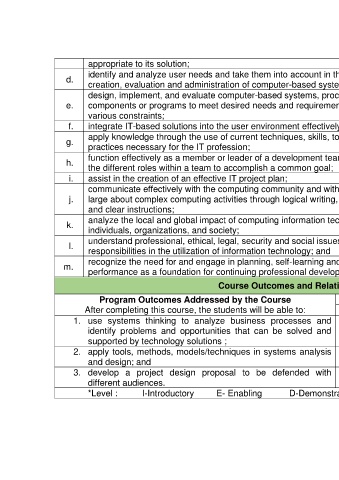 appropriate to its solution;
d. identify and analyze user needs and take them into account in th
creation, evaluation and administration of computer-based syste
e. design, implement, and evaluate computer-based systems, proc
components or programs to meet desired needs and requiremen
various constraints;
f. integrate IT-based solutions into the user environment effectively
g. apply knowledge through the use of current techniques, skills, to
practices necessary for the IT profession;
h. function effectively as a member or leader of a development tea
the different roles within a team to accomplish a common goal;
i. assist in the creation of an effective IT project plan;
j. communicate effectively with the computing community and with
large about complex computing activities through logical writing,
and clear instructions;
k. analyze the local and global impact of computing information tec
individuals, organizations, and society;
l. understand professional, ethical, legal, security and social issues
responsibilities in the utilization of information technology; and
m. recognize the need for and engage in planning, self-learning and
performance as a foundation for continuing professional develop
Course Outcomes and Relati
Program Outcomes Addressed by the Course
After completing this course, the students will be able to:
1. use systems thinking to analyze business processes and
identify problems and opportunities that can be solved and
supported by technology solutions ;
2. apply tools, methods, models/techniques in systems analysis
and design; and
3. develop a project design proposal to be defended with
different audiences.
*Level : I-Introductory E- Enabling D-Demonstra